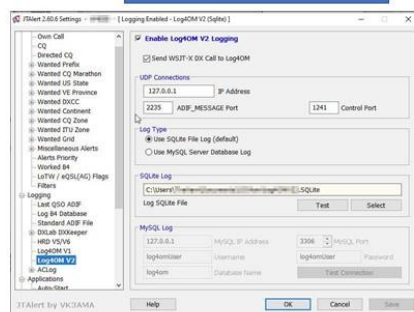 JTAlert 2.60.6 Settings - [ Logging Enabled - Log4OM V2 (Sqlite) ]
Own Call
CQ
Directed CQ
Wanted Prefix
Wanted CQ Marathon
Wanted US State
Wanted VE Province
Wanted DXCC
Wanted Continent
Wanted CQ Zone
Wanted ITU Zone
Wanted Grid
Miscellaneous Alerts
Alerts Priority
Worked B4
LoTW / eQSL(AG) Flags
Filters
Logging
Last QSO ADIF
Log B4 Database
Standard ADIF File
DXLab DXKeeper
HRD V5/V6
Log4OM V1
Log4OM V2
ACLog
Applications
Auto-Start
Enable Log4OM V2 Logging
Send WSJT-X DX Call to Log4OM
UDP Connections
127.0.0.1 IP Address
2235 ADIF_MESSAGE Port 1241 Control Port
Log Type
Use SQLite File Log (default)
Use MySQL Server Database Log
SQLite Log
C:\Users\ .SQLite
Log SQLite File Test Select
MySQL Log
127.0.0.1 MySQL IP Address 3306 MySQL Port
log4omUser Username log4omUser Password
log4om Database Name Test Connection
JTAlert by VK3AMA Help OK Cancel Save